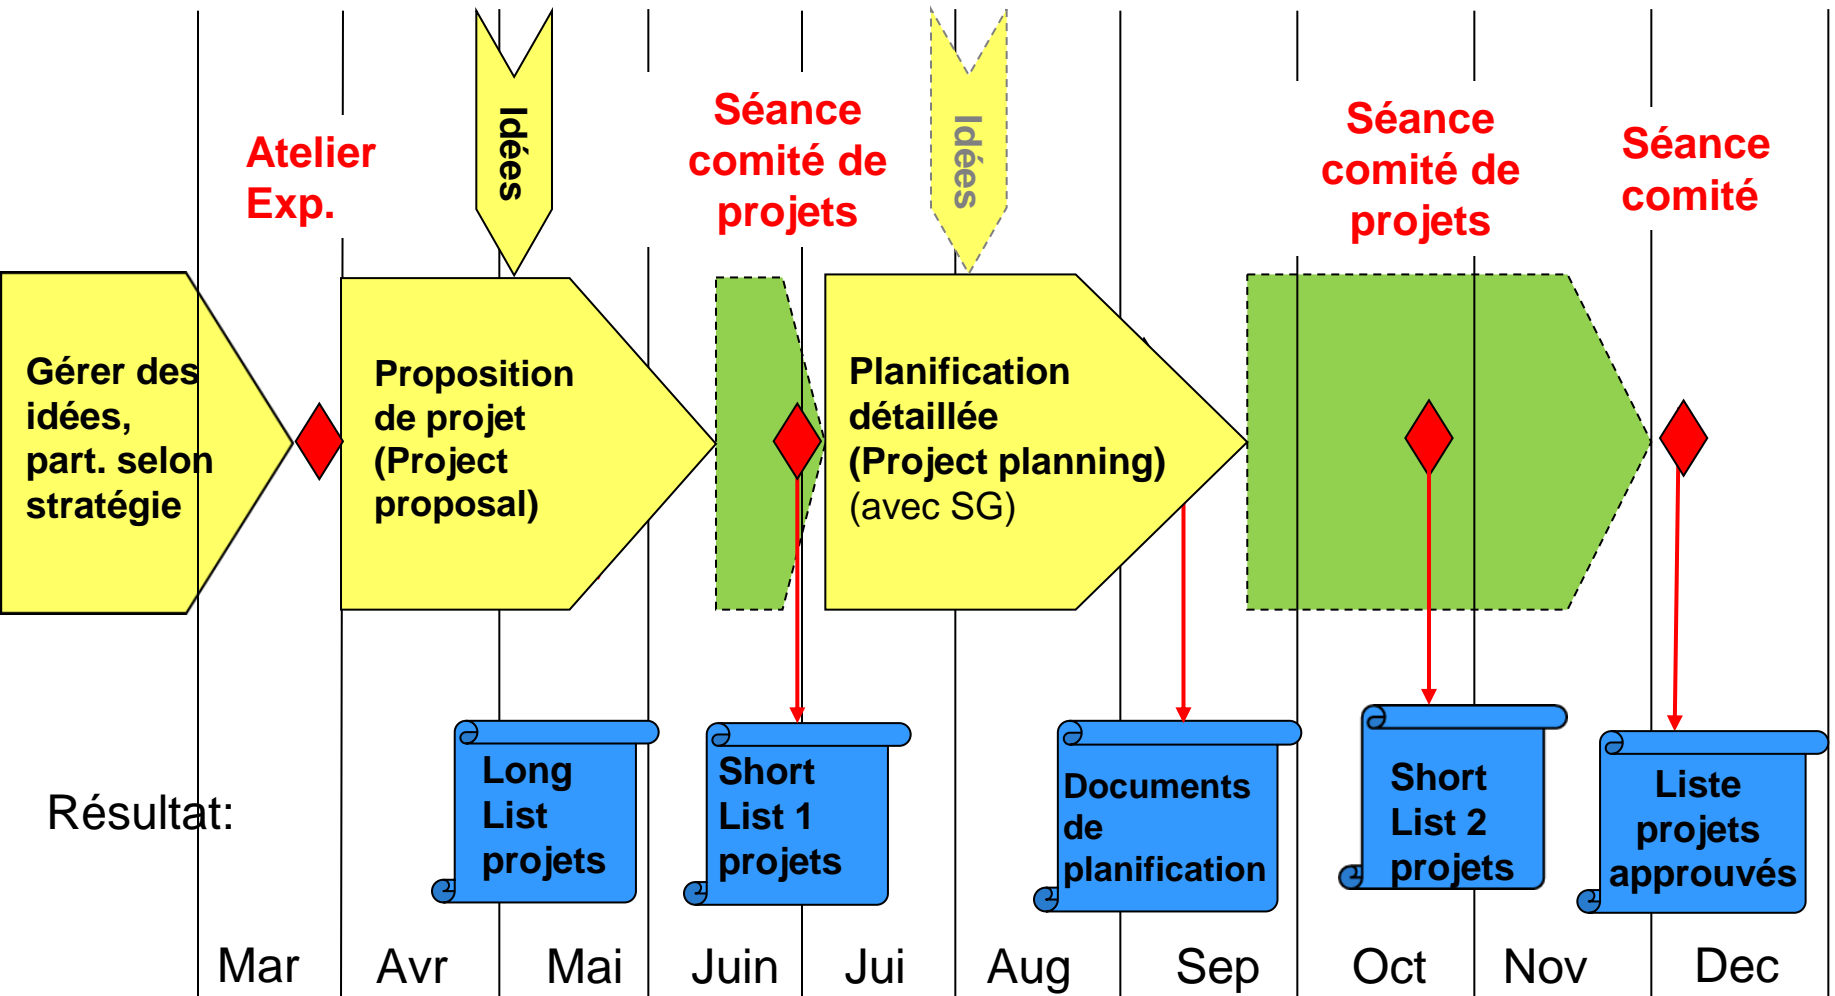 Atelier
Exp.
Idées
Séance
comité de
projets
Idées
Séance
comité de
projets
Séance
comité
Gérer des
idées,
part. selon
stratégie
Proposition
de projet
(Project
proposal)
Planification
détaillée
(Project planning)
(avec SG)
Résultat:
Long
List
projets
Short
List 1
projets
Documents
de
planification
Short
List 2
projets
Liste
projets
approuvés
Mar
Avr
Mai
Juin
Jui
Aug
Sep
Oct
Nov
Dec